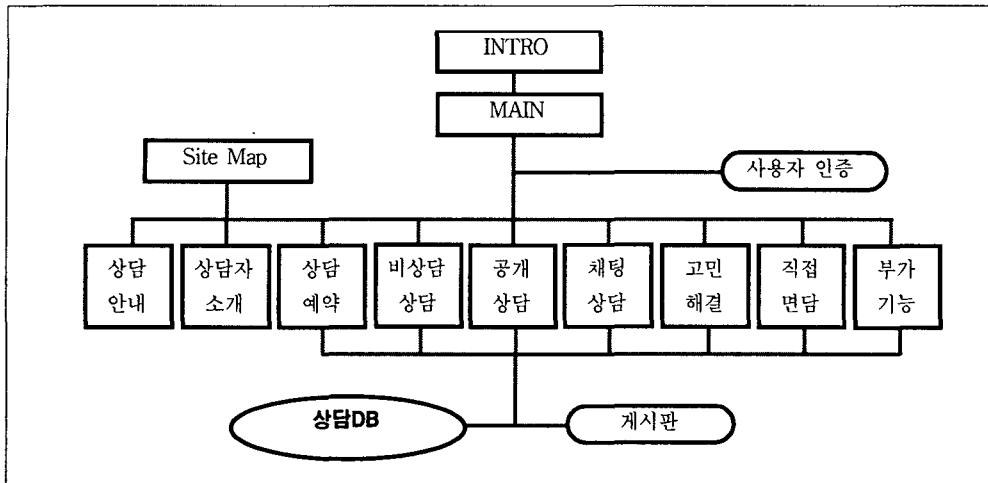 INTRO
MAIN
Site Map
사용자 인증
상담 상담자 상담 비상담 공개 채팅 고민 직접 부가
안내 소개 예약 상담 상담 상담 해결 면담 기능
상담DB
게시판